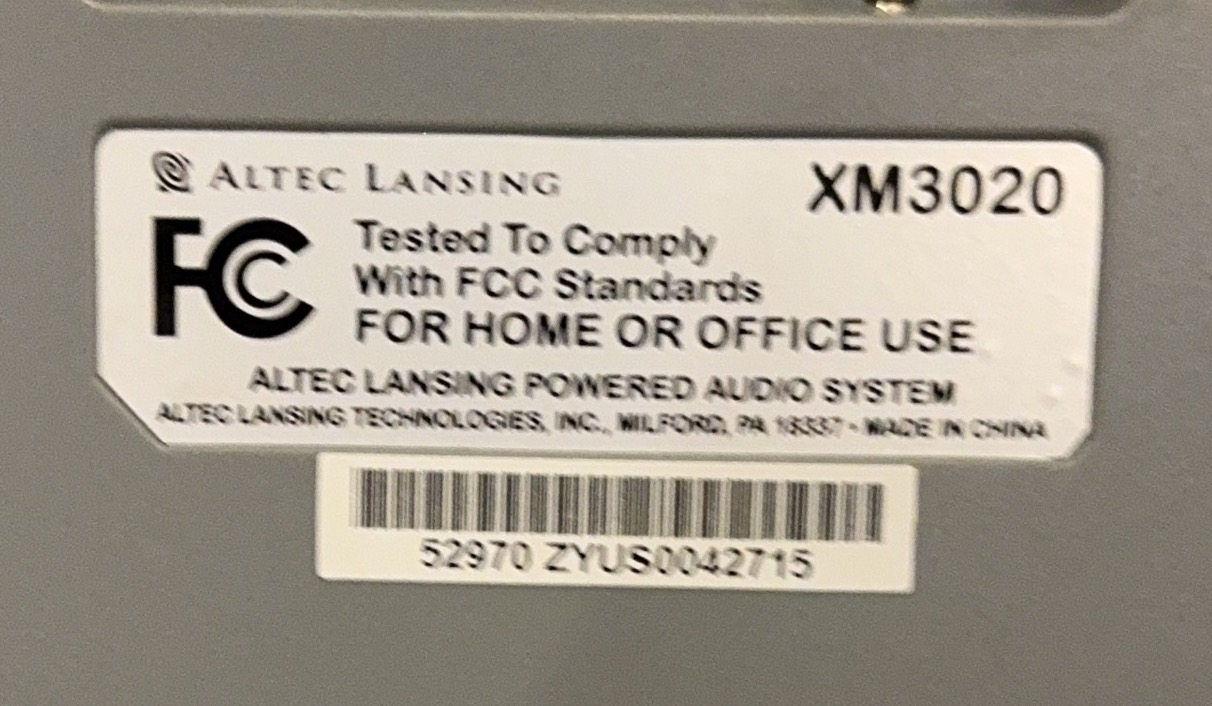 ALTEC LANSING
XM3020
FC
Tested To Comply
With FCC Standards
FOR HOME OR OFFICE USE
ALTEC LANSING POWERED AUDIO SYSTEM
ALTEC LANSING TECHNOLOGIES, INC., MILFORD, PA 18337 - MADE IN CHINA
52970 ZYUS0042715